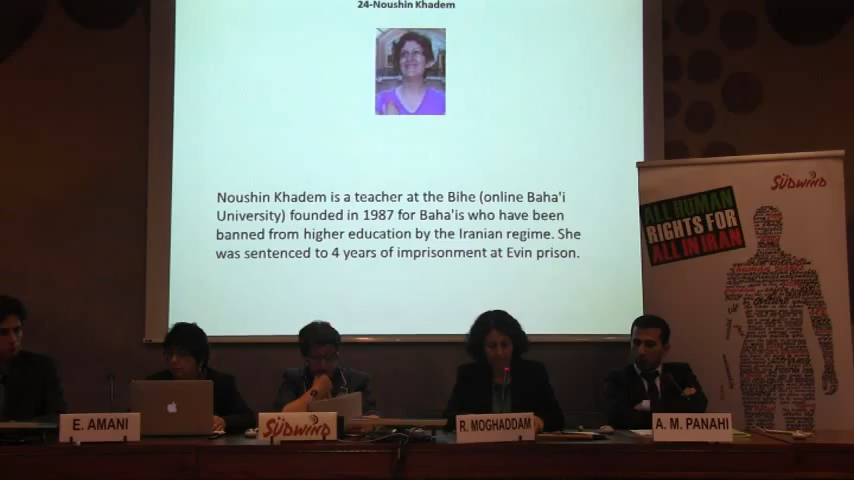 24-Noushin Khadem
Noushin Khadem is a teacher at the Bihe (online Baha'i
University) founded in 1987 for Baha'is who have been
banned from higher education by the Iranian regime. She
was sentenced to 4 years of imprisonment at Evin prison.
SÜDWIND
ALL HUMAN
RIGHTS FOR
ALL IN IRAN
E. AMANI
SÜDWIND
R. MOGHADDAM
A. M. PANAHI